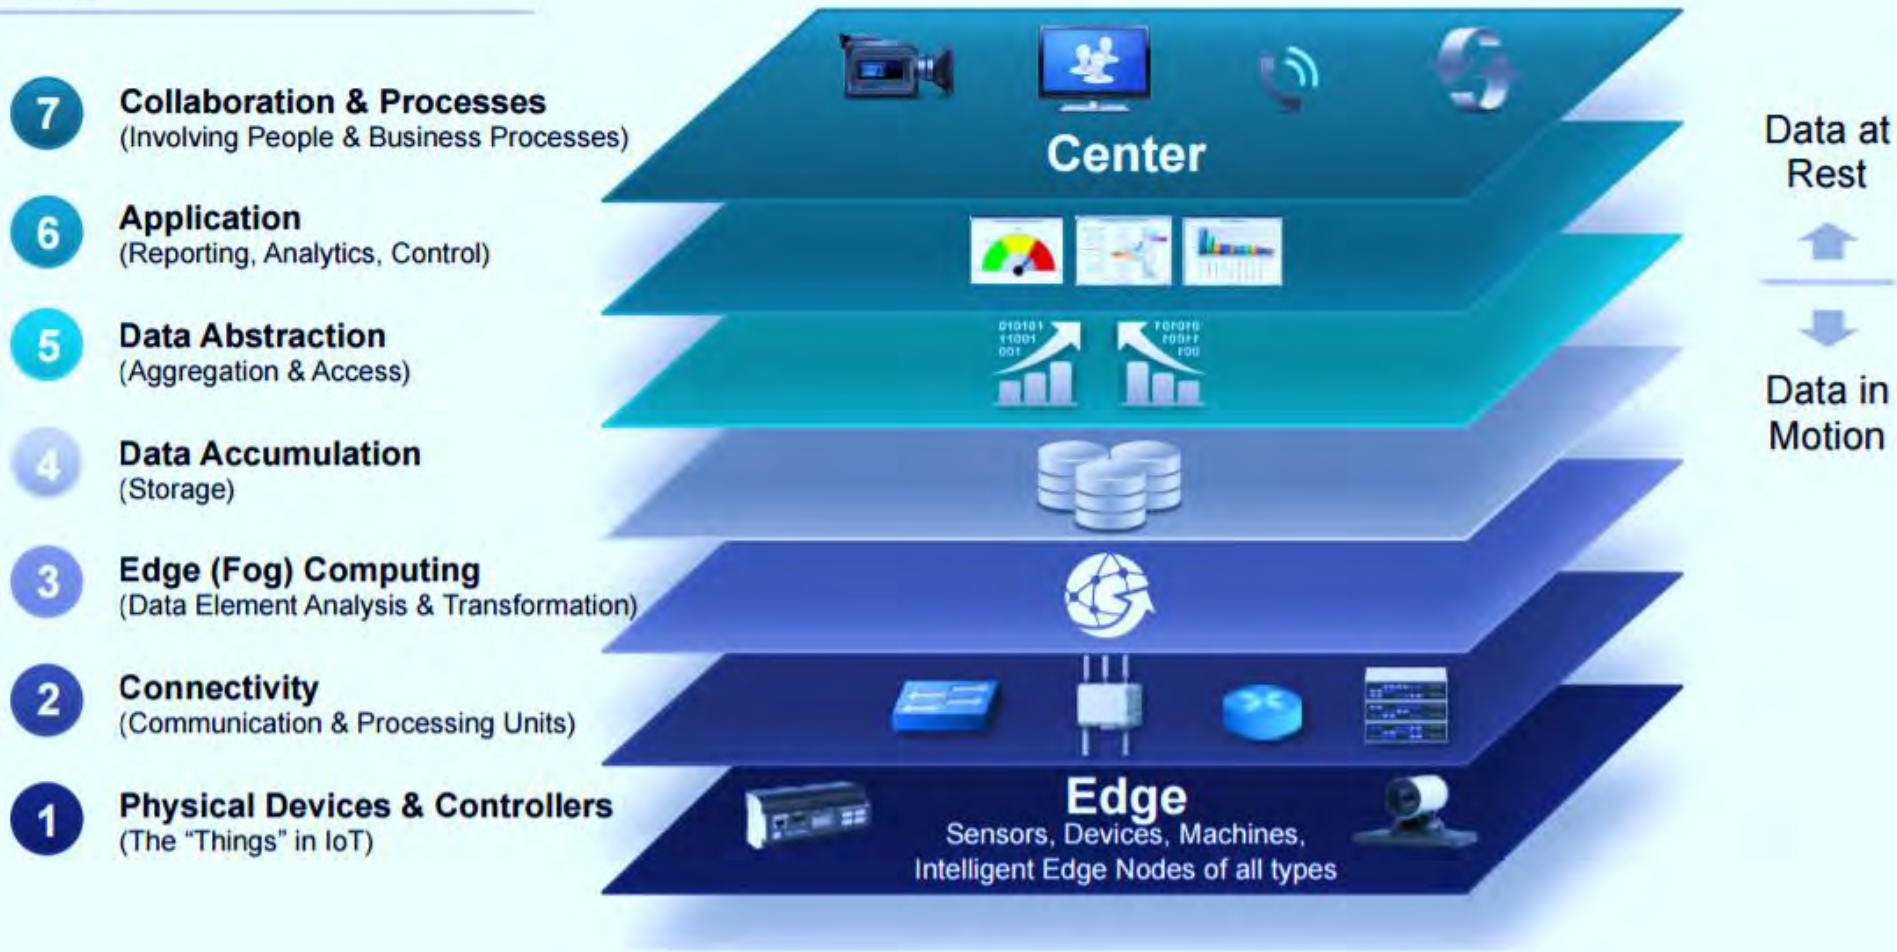 7
Collaboration & Processes
(Involving People & Business Processes)
6
Application
(Reporting, Analytics, Control)
5
Data Abstraction
(Aggregation & Access)
4
Data Accumulation
(Storage)
3
Edge (Fog) Computing
(Data Element Analysis & Transformation)
2
Connectivity
(Communication & Processing Units)
1
Physical Devices & Controllers
(The “Things” in IoT)
Center
010101
11001
001
Edge
Sensors, Devices, Machines,
Intelligent Edge Nodes of all types
Data at
Rest
Data in
Motion